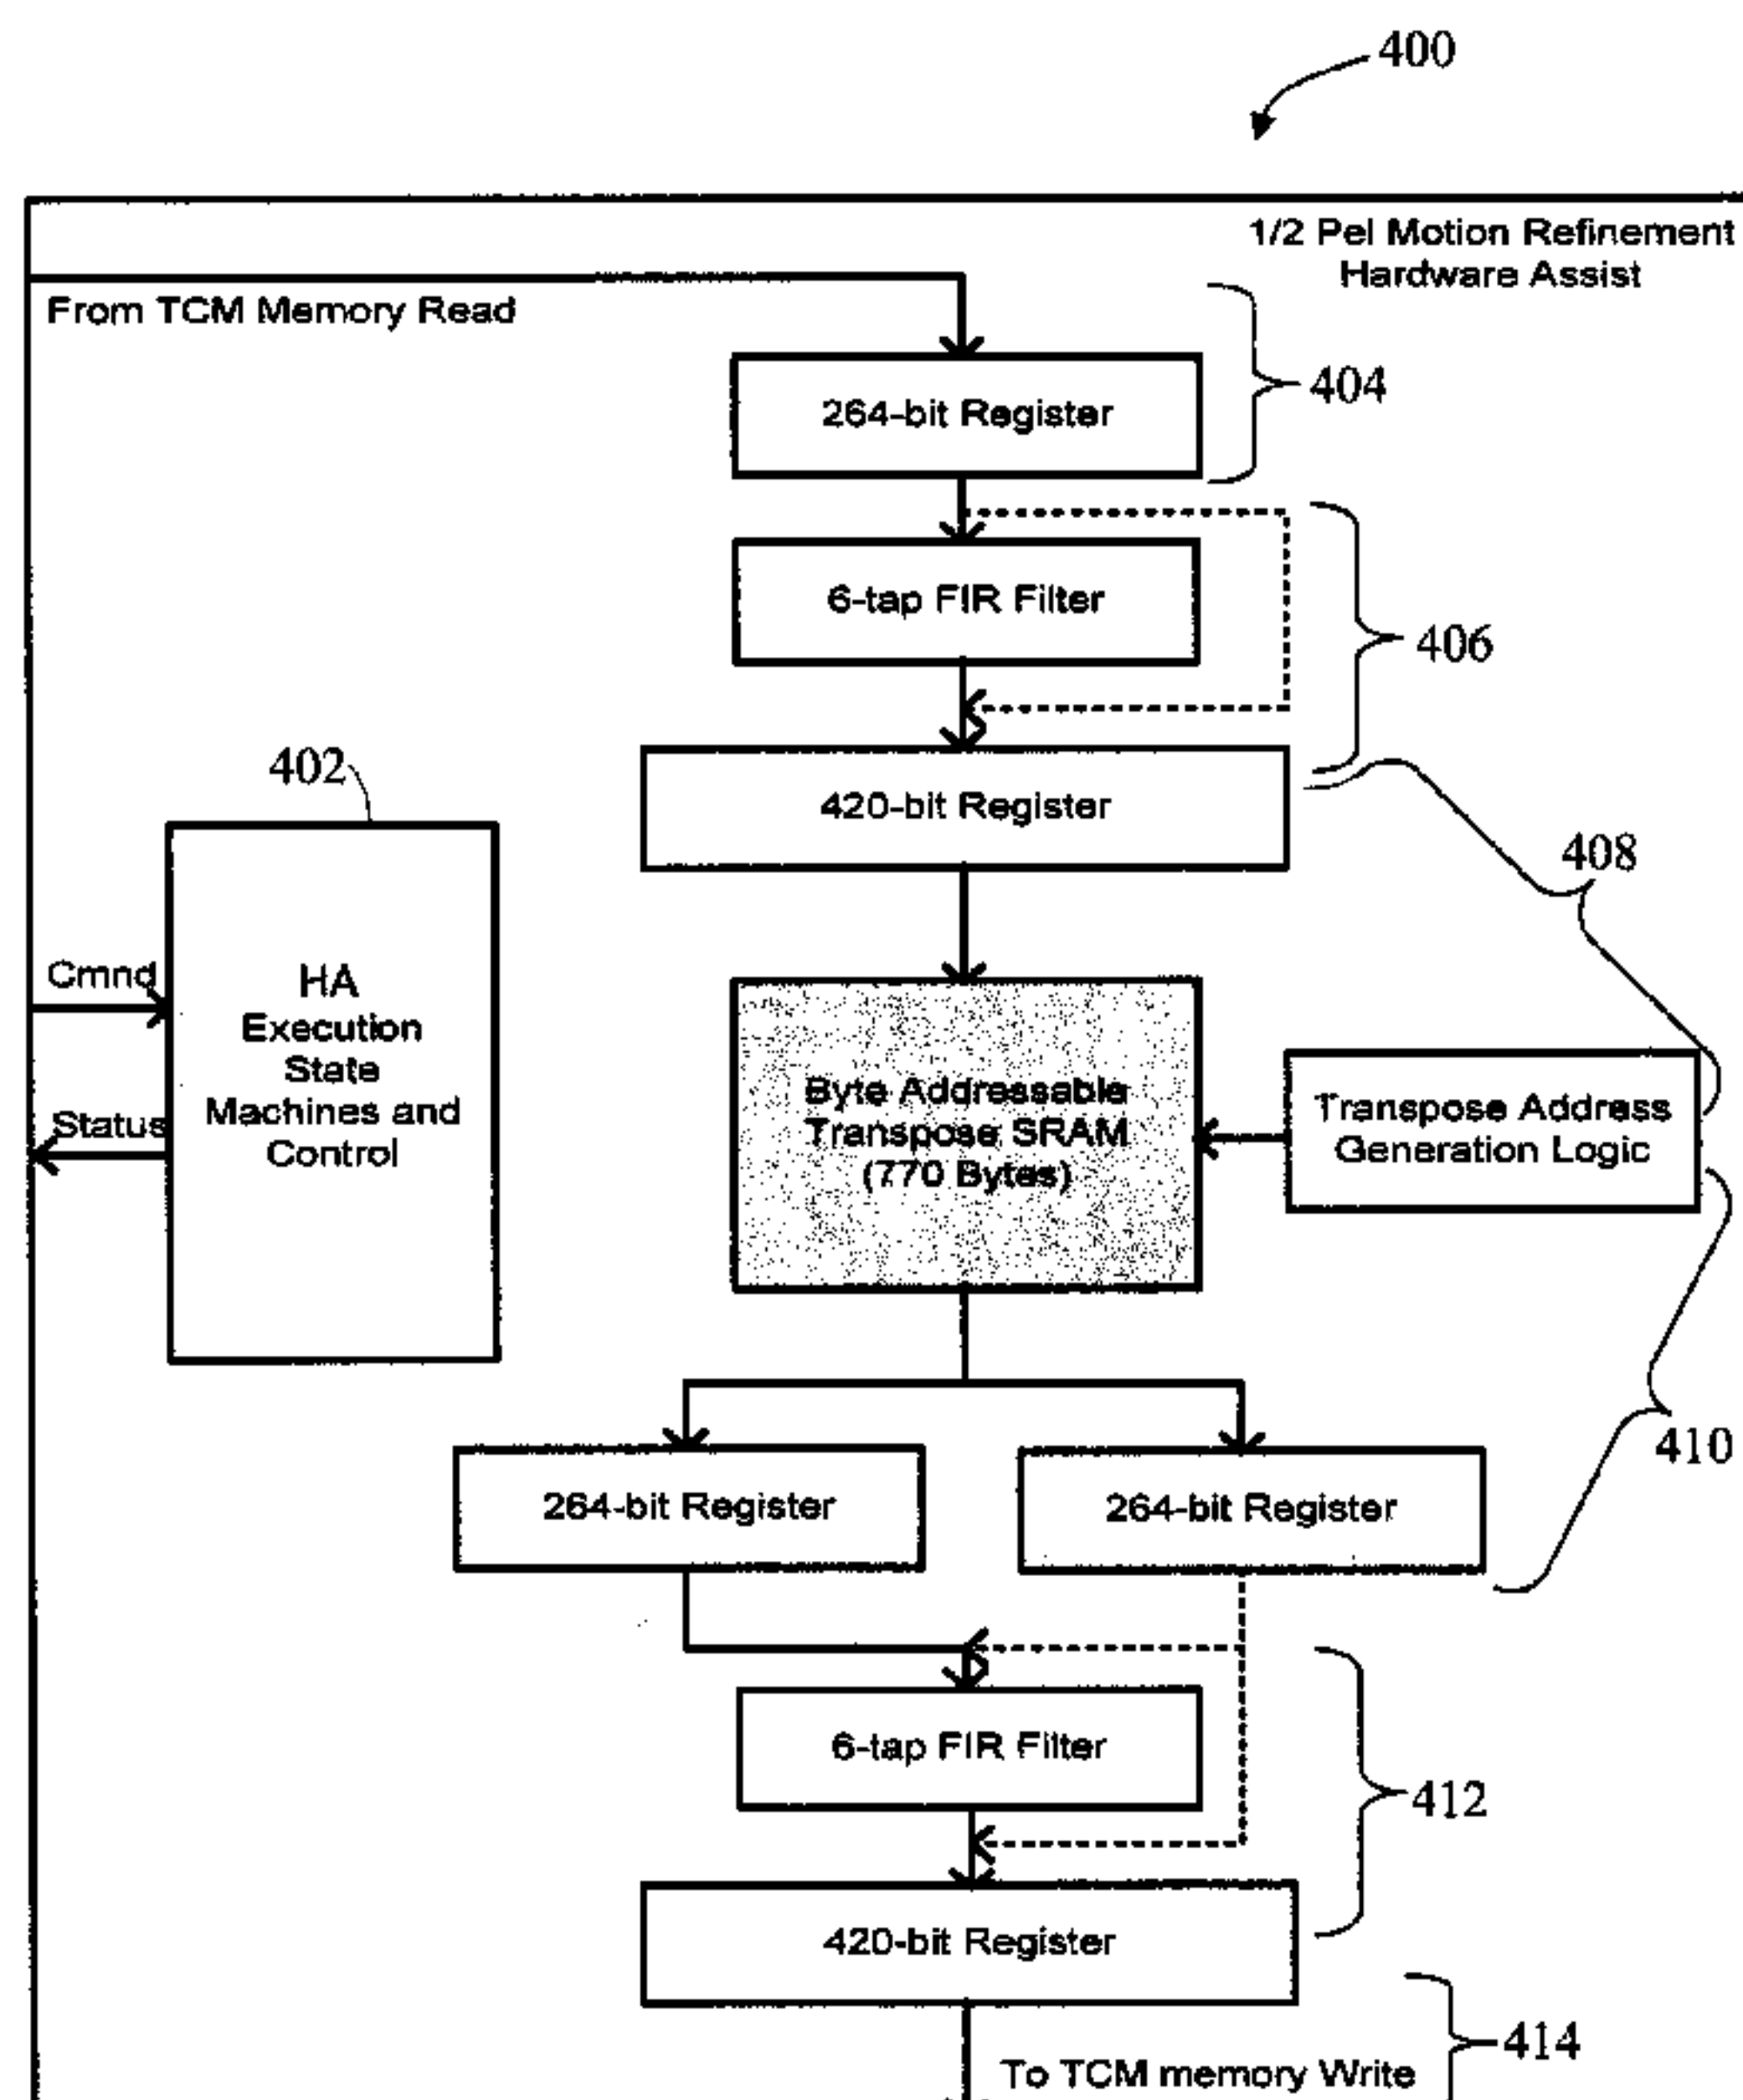 400
1/2 Pel Motion Refinement
Hardware Assist
From TCM Memory Read
264-bit Register
404
6-tap FIR Filter
406
420-bit Register
402
408
HA
Execution
State
Machines and
Control
Cmnd
Status
Byte Addressable
Transpose SRAM
(770 Bytes)
Transpose Address
Generation Logic
410
264-bit Register
264-bit Register
6-tap FIR Filter
412
420-bit Register
414
To TCM memory Write